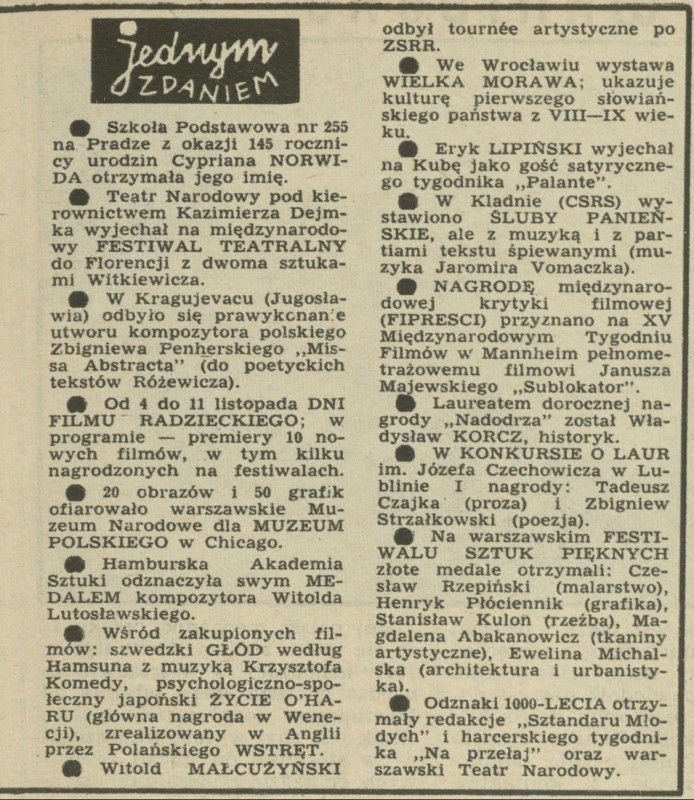 jednym
ZDANIEM
● Szkoła Podstawowa nr 255
na Pradze z okazji 145 roczni-
cy urodzin Cypriana NORWI-
DA otrzymała jego imię.
● Teatr Narodowy pod kie-
rownictwem Kazimierza Dejm-
ka wyjechał na międzynarodo-
wy FESTIWAL TEATRALNY
do Florencji z dwoma sztuka-
mi Witkiewicza.
● W Kragujevacu (Jugosła-
wia) odbyło się prawykonanie
utworu kompozytora polskiego
Zbigniewa Penherskiego „Mis-
sa Abstracta” (do poetyckich
tekstów Różewicza).
● Od 4 do 11 listopada DNI
FILMU RADZIECKIEGO; w
programie — premiery 10 no-
wych filmów, w tym kilku
nagrodzonych na festiwalach.
● 20 obrazów i 50 grafik
ofiarowało warszawskie Mu-
zeum Narodowe dla MUZEUM
POLSKIEGO w Chicago.
● Hamburska Akademia
Sztuki odznaczyła swym ME-
DALEM kompozytora Witolda
Lutosławskiego.
● Wśród zakupionych fil-
mów: szwedzki GŁÓD według
Hamsuna z muzyką Krzysztofa
Komedy, psychologiczno-spo-
łeczny japoński ŻYCIE O'HA-
RU (główna nagroda w Wene-
cji), zrealizowany w Anglii
przez Polańskiego WSTRĘT.
● Witold MAŁCUŻYŃSKI
odbył tournée artystyczne po
ZSRR.
● We Wrocławiu wystawa
WIELKA MORAWA; ukazuje
kulturę pierwszego słowiań-
skiego państwa z VIII—IX wie-
ku.
● Eryk LIPIŃSKI wyjechał
na Kubę jako gość satyryczne-
go tygodnika „Palante”.
● W Kladnie (CSRS) wy-
stawiono ŚLUBY PANIEŃ-
SKIE, ale z muzyką i z par-
tiami tekstu śpiewanymi (mu-
zyka Jaromira Vomaczka).
● NAGRODĘ międzynaro-
dowej krytyki filmowej
(FIPRESCI) przyznano na XV
Międzynarodowym Tygodniu
Filmów w Mannheim pełnome-
trażowemu filmowi Janusza
Majewskiego „Sublokator”.
● Laureatem dorocznej na-
grody „Nadodrza” został Wła-
dysław KORCZ, historyk.
● W KONKURSIE O LAUR
im. Józefa Czechowicza w Lu-
blinie I nagrody: Tadeusz
Czajka (proza) i Zbigniew
Strzałkowski (poezja).
● Na warszawskim FESTI-
WALU SZTUK PIĘKNYCH
złote medale otrzymali: Cze-
sław Rzepiński (malarstwo),
Henryk Płóciennik (grafika),
Stanisław Kulon (rzeźba), Ma-
gdalena Abakanowicz (tkaniny
artystyczne), Ewelina Michal-
ska (architektura i urbanisty-
ka).
● Odznaki 1000-LECIA otrzy-
mały redakcje „Sztandaru Mło-
dych” i harcerskiego tygodni-
ka „Na przełaj” oraz war-
szawski Teatr Narodowy.